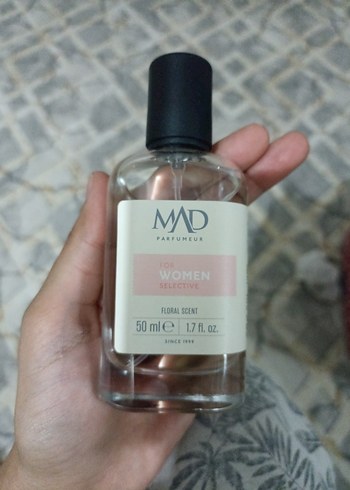 MAD
PARFUMEUR
FOR
WOMEN
SELECTIVE
FLORAL SCENT
50 ml ℮ 1.7 fl. oz.
SINCE 1994